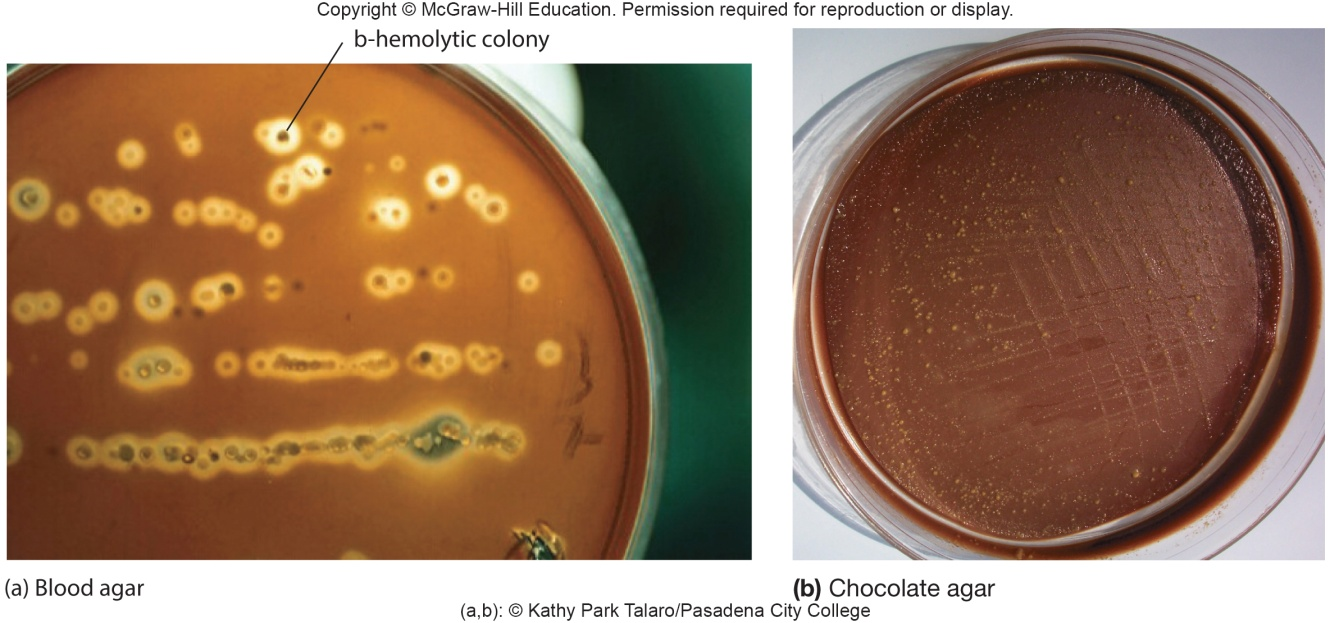 Copyright © McGraw-Hill Education. Permission required for reproduction or display.
b-hemolytic colony
(a) Blood agar
(b) Chocolate agar
(a,b): © Kathy Park Talaro/Pasadena City College